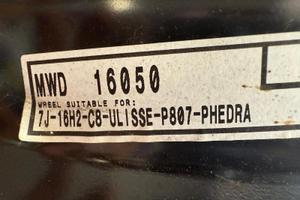 MWD 16050
WHEEL SUITABLE FOR:
7J-16H2-C8-ULISSE-P807-PHEDRA